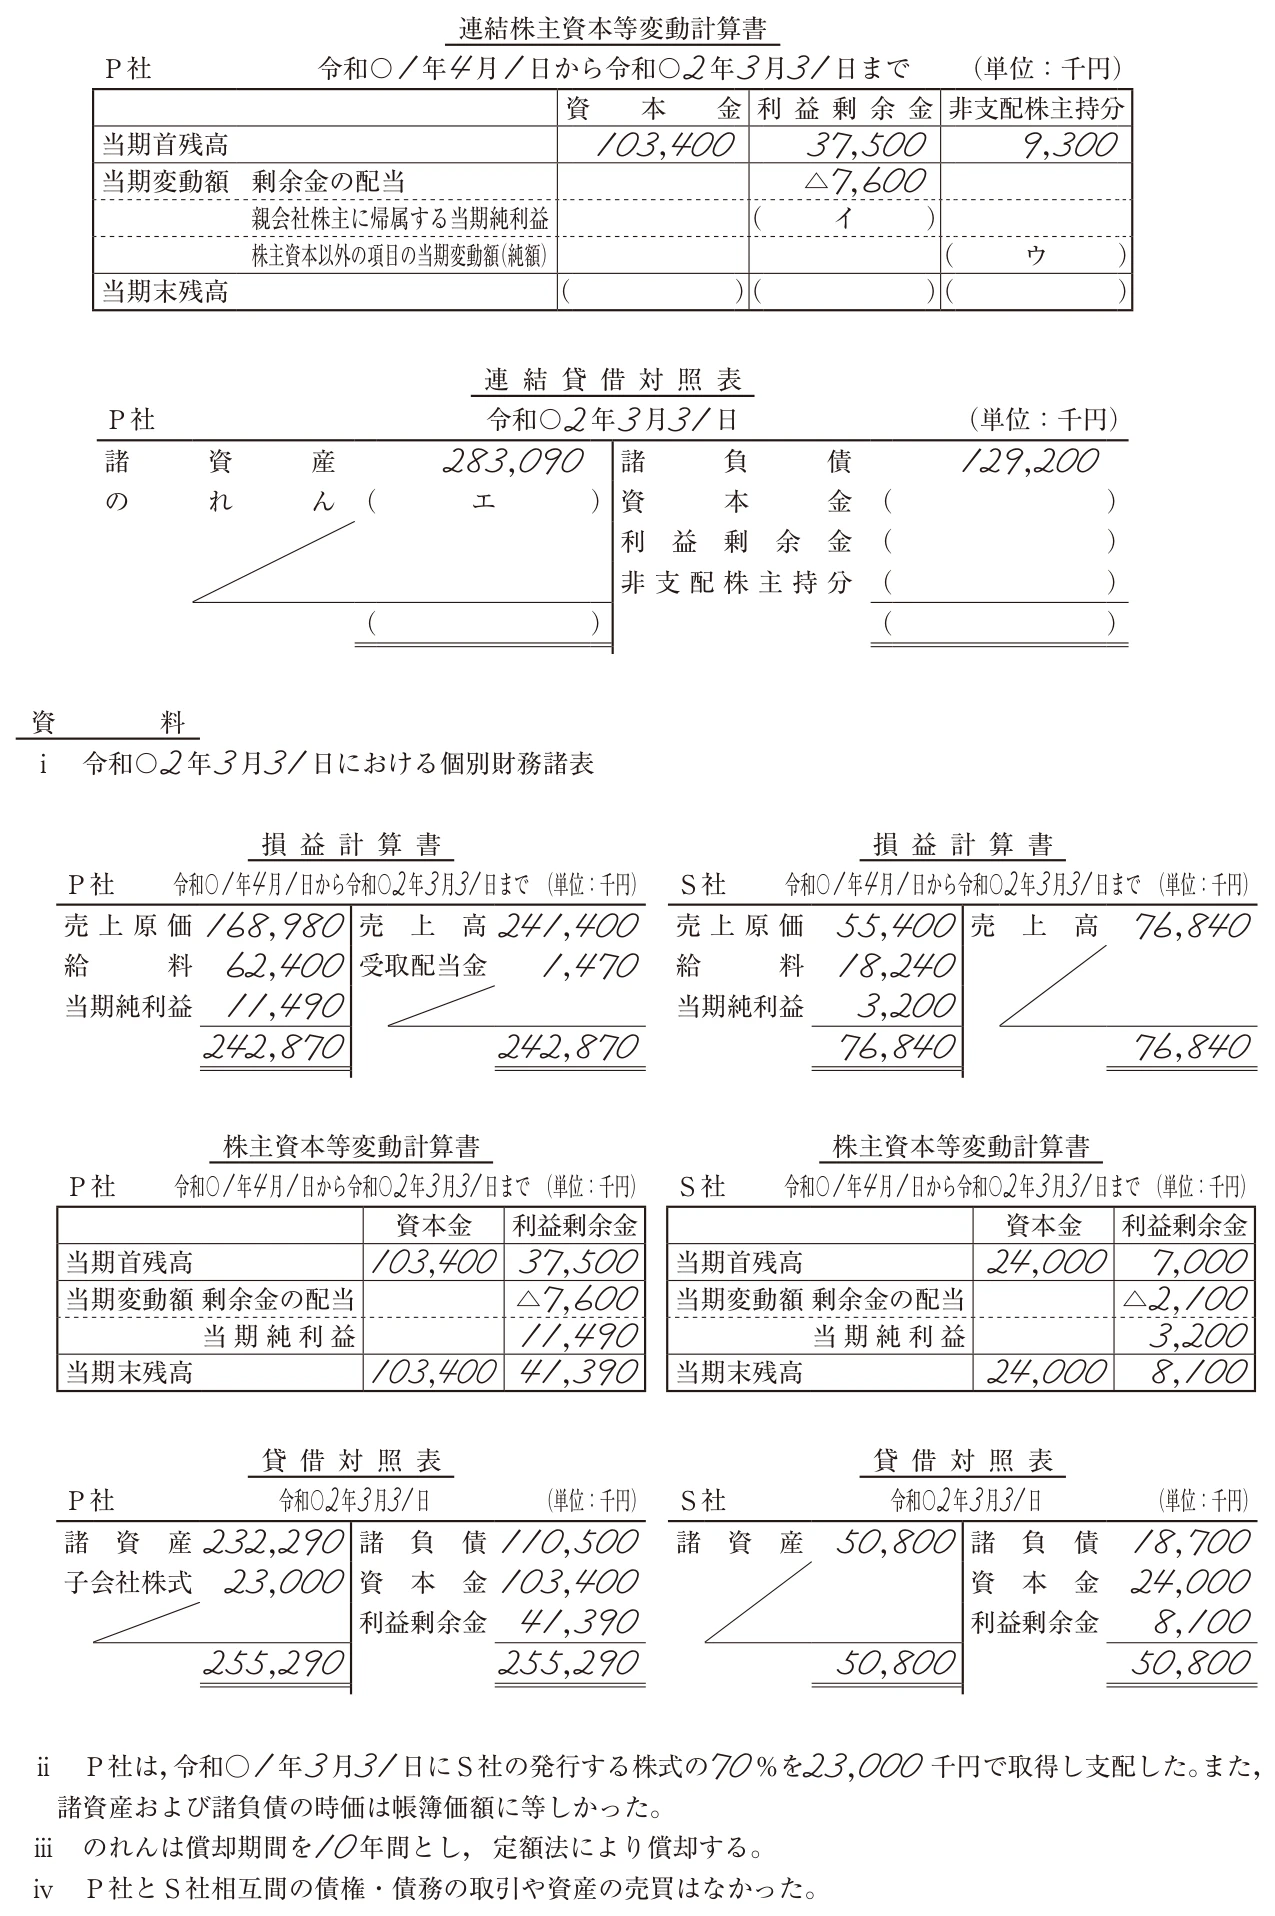 連結株主資本等変動計算書
P社 令和○1年4月1日から令和○2年3月31日まで (単位：千円)
資本金 利益剰余金 非支配株主持分
当期首残高 103,400 37,500 9,300
当期変動額 剰余金の配当 △7,600
親会社株主に帰属する当期純利益 ( イ )
株主資本以外の項目の当期変動額(純額) ( ウ )
当期末残高 ( ) ( ) ( )
連結貸借対照表
P社 令和○2年3月31日 (単位：千円)
諸資産 283,090 諸負債 129,200
のれん ( エ ) 資本金 ( )
利益剰余金 ( )
非支配株主持分 ( )
( ) ( )
資料
i 令和○2年3月31日における個別財務諸表
損益計算書 損益計算書
P社 令和○1年4月1日から令和○2年3月31日まで (単位：千円) S社 令和○1年4月1日から令和○2年3月31日まで (単位：千円)
売上原価 168,980 売上高 241,400 売上原価 55,400 売上高 76,840
給料 62,400 受取配当金 1,470 給料 18,240
当期純利益 11,490 当期純利益 3,200
242,870 242,870 76,840 76,840
株主資本等変動計算書 株主資本等変動計算書
P社 令和○1年4月1日から令和○2年3月31日まで (単位：千円) S社 令和○1年4月1日から令和○2年3月31日まで (単位：千円)
資本金 利益剰余金 資本金 利益剰余金
当期首残高 103,400 37,500 当期首残高 24,000 7,000
当期変動額 剰余金の配当 △7,600 当期変動額 剰余金の配当 △2,100
当期純利益 11,490 当期純利益 3,200
当期末残高 103,400 41,390 当期末残高 24,000 8,100
貸借対照表 貸借対照表
P社 令和○2年3月31日 (単位：千円) S社 令和○2年3月31日 (単位：千円)
諸資産 232,290 諸負債 110,500 諸資産 50,800 諸負債 18,700
子会社株式 23,000 資本金 103,400 資本金 24,000
利益剰余金 41,390 利益剰余金 8,100
255,290 255,290 50,800 50,800
ii P社は，令和○1年3月31日にS社の発行する株式の70％を23,000千円で取得し支配した。また，
諸資産および諸負債の時価は帳簿価額に等しかった。
iii のれんは償却期間を10年間とし，定額法により償却する。
iv P社とS社相互間の債権・債務の取引や資産の売買はなかった。